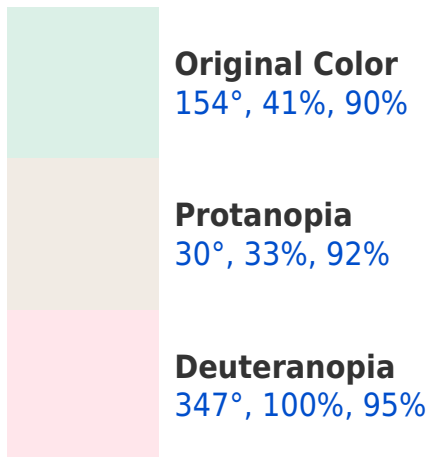 Original Color
154°, 41%, 90%
Protanopia
30°, 33%, 92%
Deuteranopia
347°, 100%, 95%